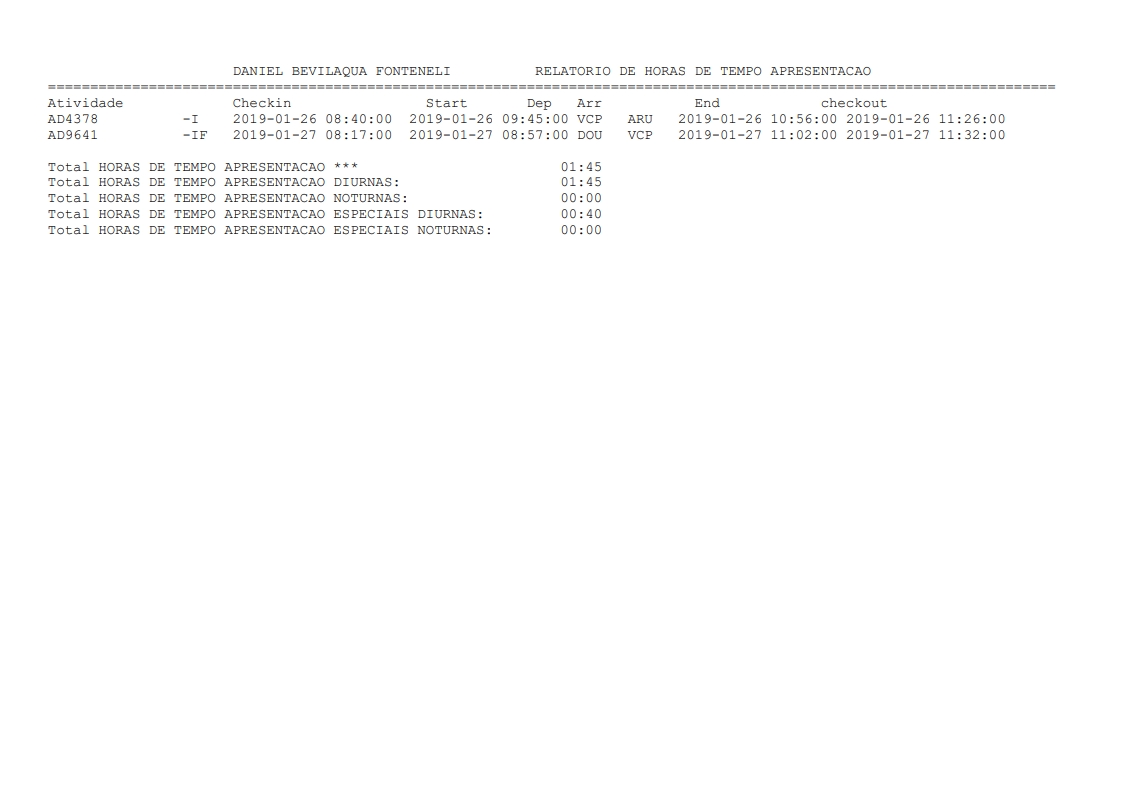 DANIEL BEVILAQUA FONTENELI RELATORIO DE HORAS DE TEMPO APRESENTACAO
========================================================================================================================
Atividade Checkin Start Dep Arr End checkout
AD4378 -I 2019-01-26 08:40:00 2019-01-26 09:45:00 VCP ARU 2019-01-26 10:56:00 2019-01-26 11:26:00
AD9641 -IF 2019-01-27 08:17:00 2019-01-27 08:57:00 DOU VCP 2019-01-27 11:02:00 2019-01-27 11:32:00
Total HORAS DE TEMPO APRESENTACAO *** 01:45
Total HORAS DE TEMPO APRESENTACAO DIURNAS: 01:45
Total HORAS DE TEMPO APRESENTACAO NOTURNAS: 00:00
Total HORAS DE TEMPO APRESENTACAO ESPECIAIS DIURNAS: 00:40
Total HORAS DE TEMPO APRESENTACAO ESPECIAIS NOTURNAS: 00:00